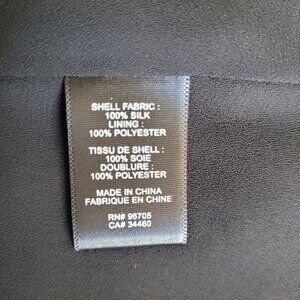 SHELL FABRIC :
100% SILK
LINING :
100% POLYESTER
TISSU DE SHELL :
100% SOIE
DOUBLURE :
100% POLYESTER
MADE IN CHINA
FABRIQUE EN CHINE
RN# 96705
CA# 34460